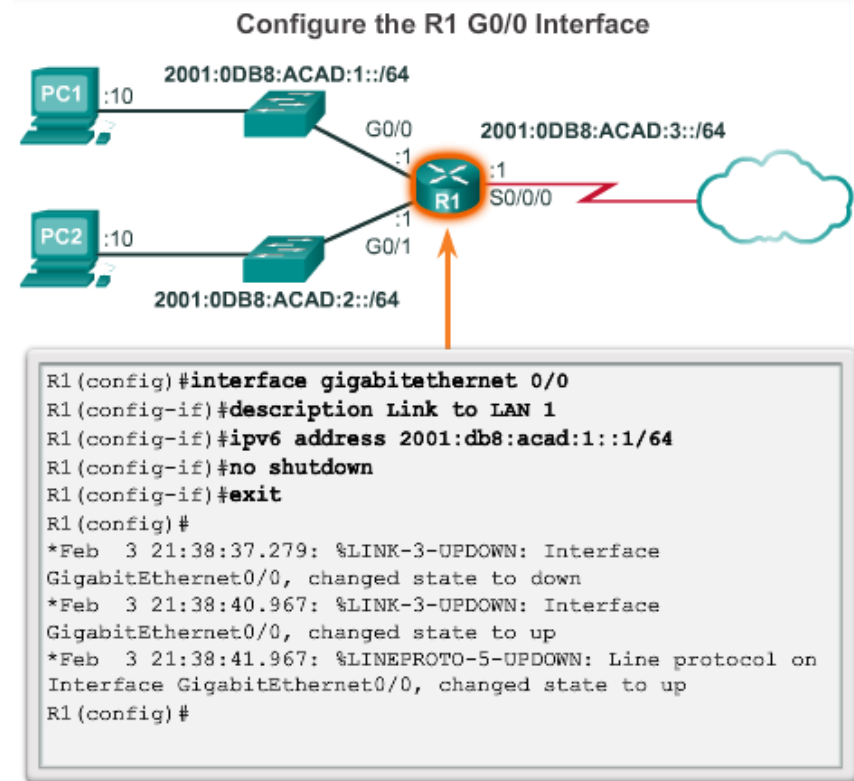 Configure the R1 G0/0 Interface
2001:0DB8:ACAD:1::/64
PC1
:10
G0/0
:1
2001:0DB8:ACAD:3::/64
:1
R1
S0/0/0
PC2
:10
:1
G0/1
2001:0DB8:ACAD:2::/64
R1(config)#interface gigabitethernet 0/0
R1(config-if)#description Link to LAN 1
R1(config-if)#ipv6 address 2001:db8:acad:1::1/64
R1(config-if)#no shutdown
R1(config-if)#exit
R1(config)#
*Feb  3 21:38:37.279: %LINK-3-UPDOWN: Interface
GigabitEthernet0/0, changed state to down
*Feb  3 21:38:40.967: %LINK-3-UPDOWN: Interface
GigabitEthernet0/0, changed state to up
*Feb  3 21:38:41.967: %LINEPROTO-5-UPDOWN: Line protocol on
Interface GigabitEthernet0/0, changed state to up
R1(config)#